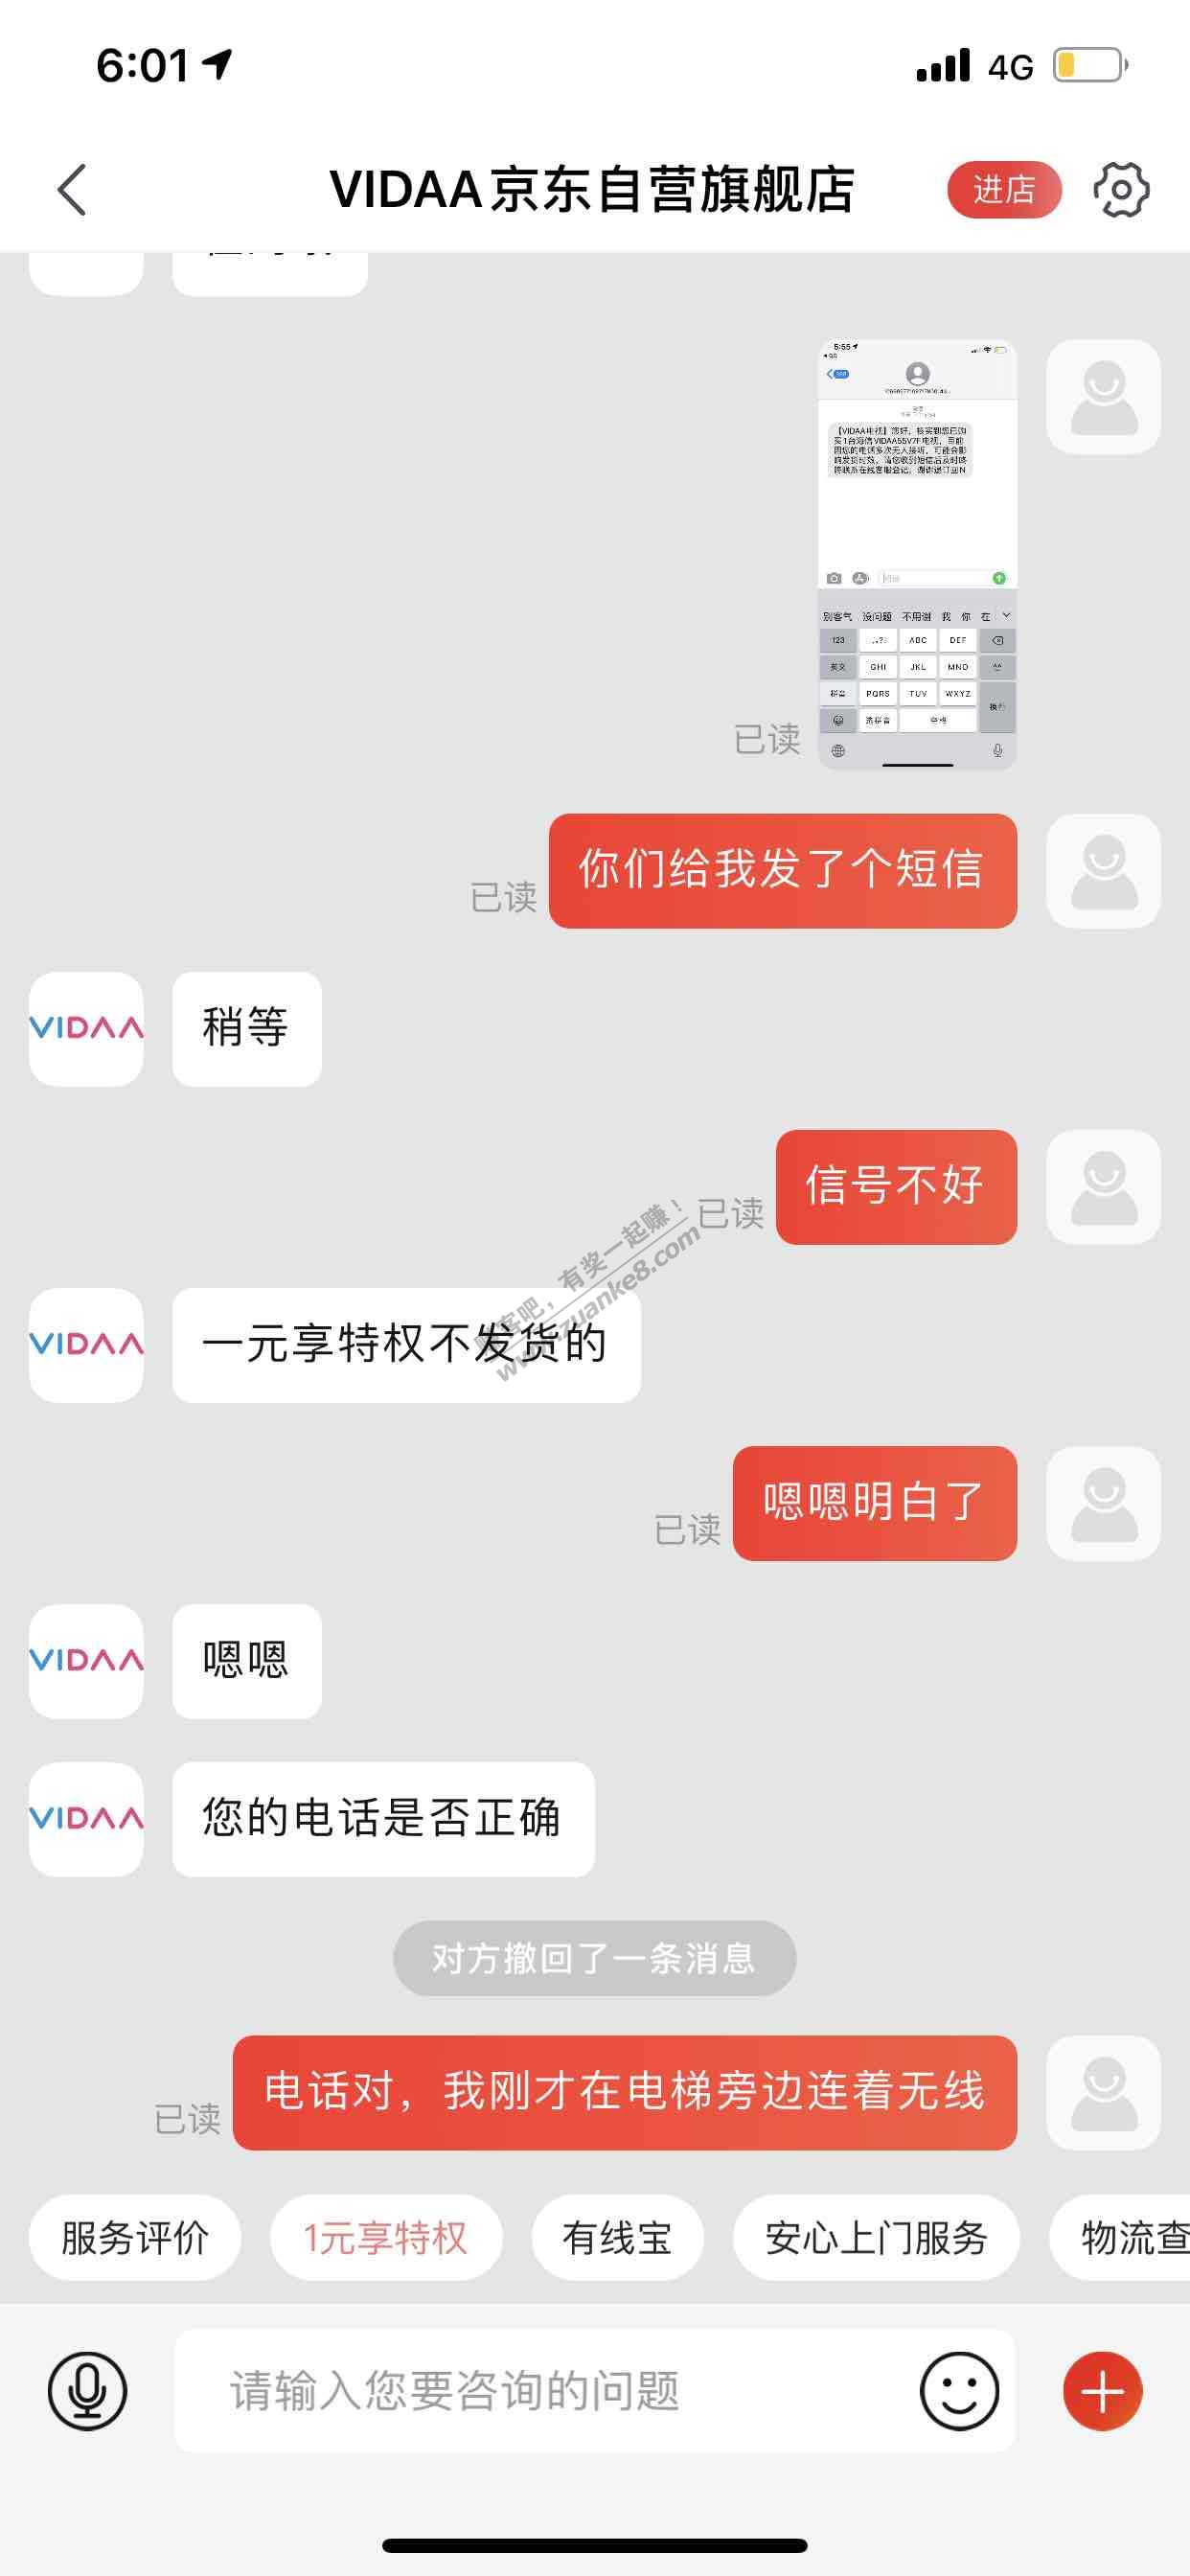 6:01
4G
VIDAA京东自营旗舰店
进店
5:55
【VIDAA电视】您好，核实到您已购
买1台海信VIDAA55V7F电视，目前
因您的电话多次无人接听，可能会影
响发货时效，请您收到短信后及时
联系在线客服登记，谢谢退订回N
别客气 没问题 不用谢 我 你 在
123
ABC
DEF
英文
GHI
JKL
MNO
^^
拼音
PQRS
TUV
WXYZ
换行
选拼音
空格
已读
你们给我发了个短信
已读
VIDAA
稍等
信号不好
已读
赚客吧，有奖一起赚！
www.zuanke8.com
VIDAA
一元享特权不发货的
嗯嗯明白了
已读
VIDAA
嗯嗯
VIDAA
您的电话是否正确
对方撤回了一条消息
电话对，我刚才在电梯旁边连着无线
已读
服务评价
1元享特权
有线宝
安心上门服务
物流查
请输入您要咨询的问题